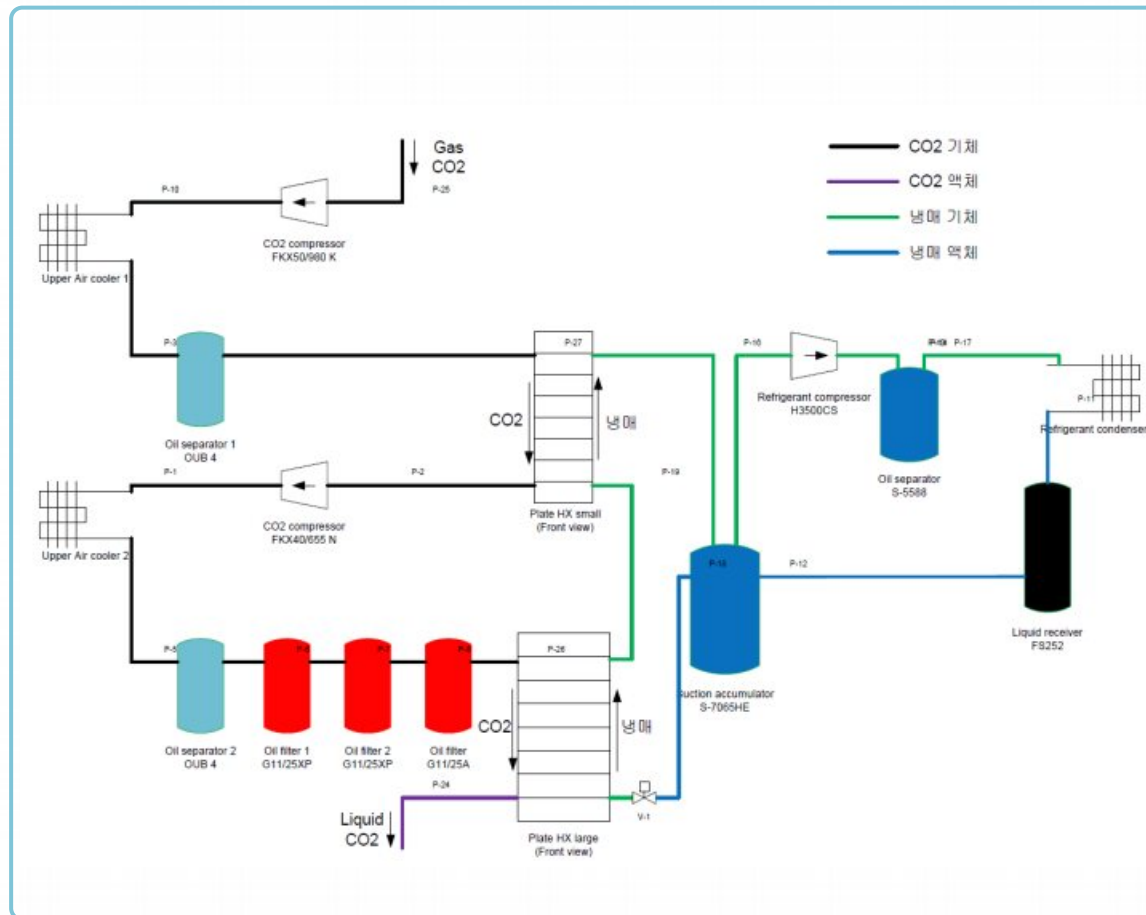 Gas
CO2
P-25
P-10
CO2 compressor
FKX50/980 K
Upper Air cooler 1
CO2 기체
CO2 액체
냉매 기체
냉매 액체
P-3
Oil separator 1
OUB 4
P-27
CO2
냉매
Plate HX small
(Front view)
P-16
Refrigerant compressor
H3500CS
P-17
Oil separator
S-5588
P-11
Refrigerant condenser
P-1
P-2
CO2 compressor
FKX40/655 N
Upper Air cooler 2
P-19
P-18
P-12
uction accumulator
S-7065HE
Liquid receiver
FS252
P-5
P-6
P-7
P-8
Oil separator 2
OUB 4
Oil filter 1
G11/25XP
Oil filter 2
G11/25XP
Oil filter
G11/25A
P-26
CO2
냉매
P-24
Liquid
CO2
V-1
Plate HX large
(Front view)